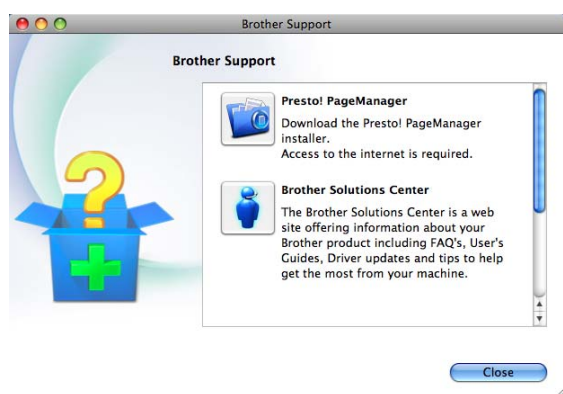 Brother Support
Brother Support
Presto! PageManager
Download the Presto! PageManager
installer.
Access to the internet is required.
Brother Solutions Center
The Brother Solutions Center is a web
site offering information about your
Brother product including FAQ's, User's
Guides, Driver updates and tips to help
get the most from your machine.
Close